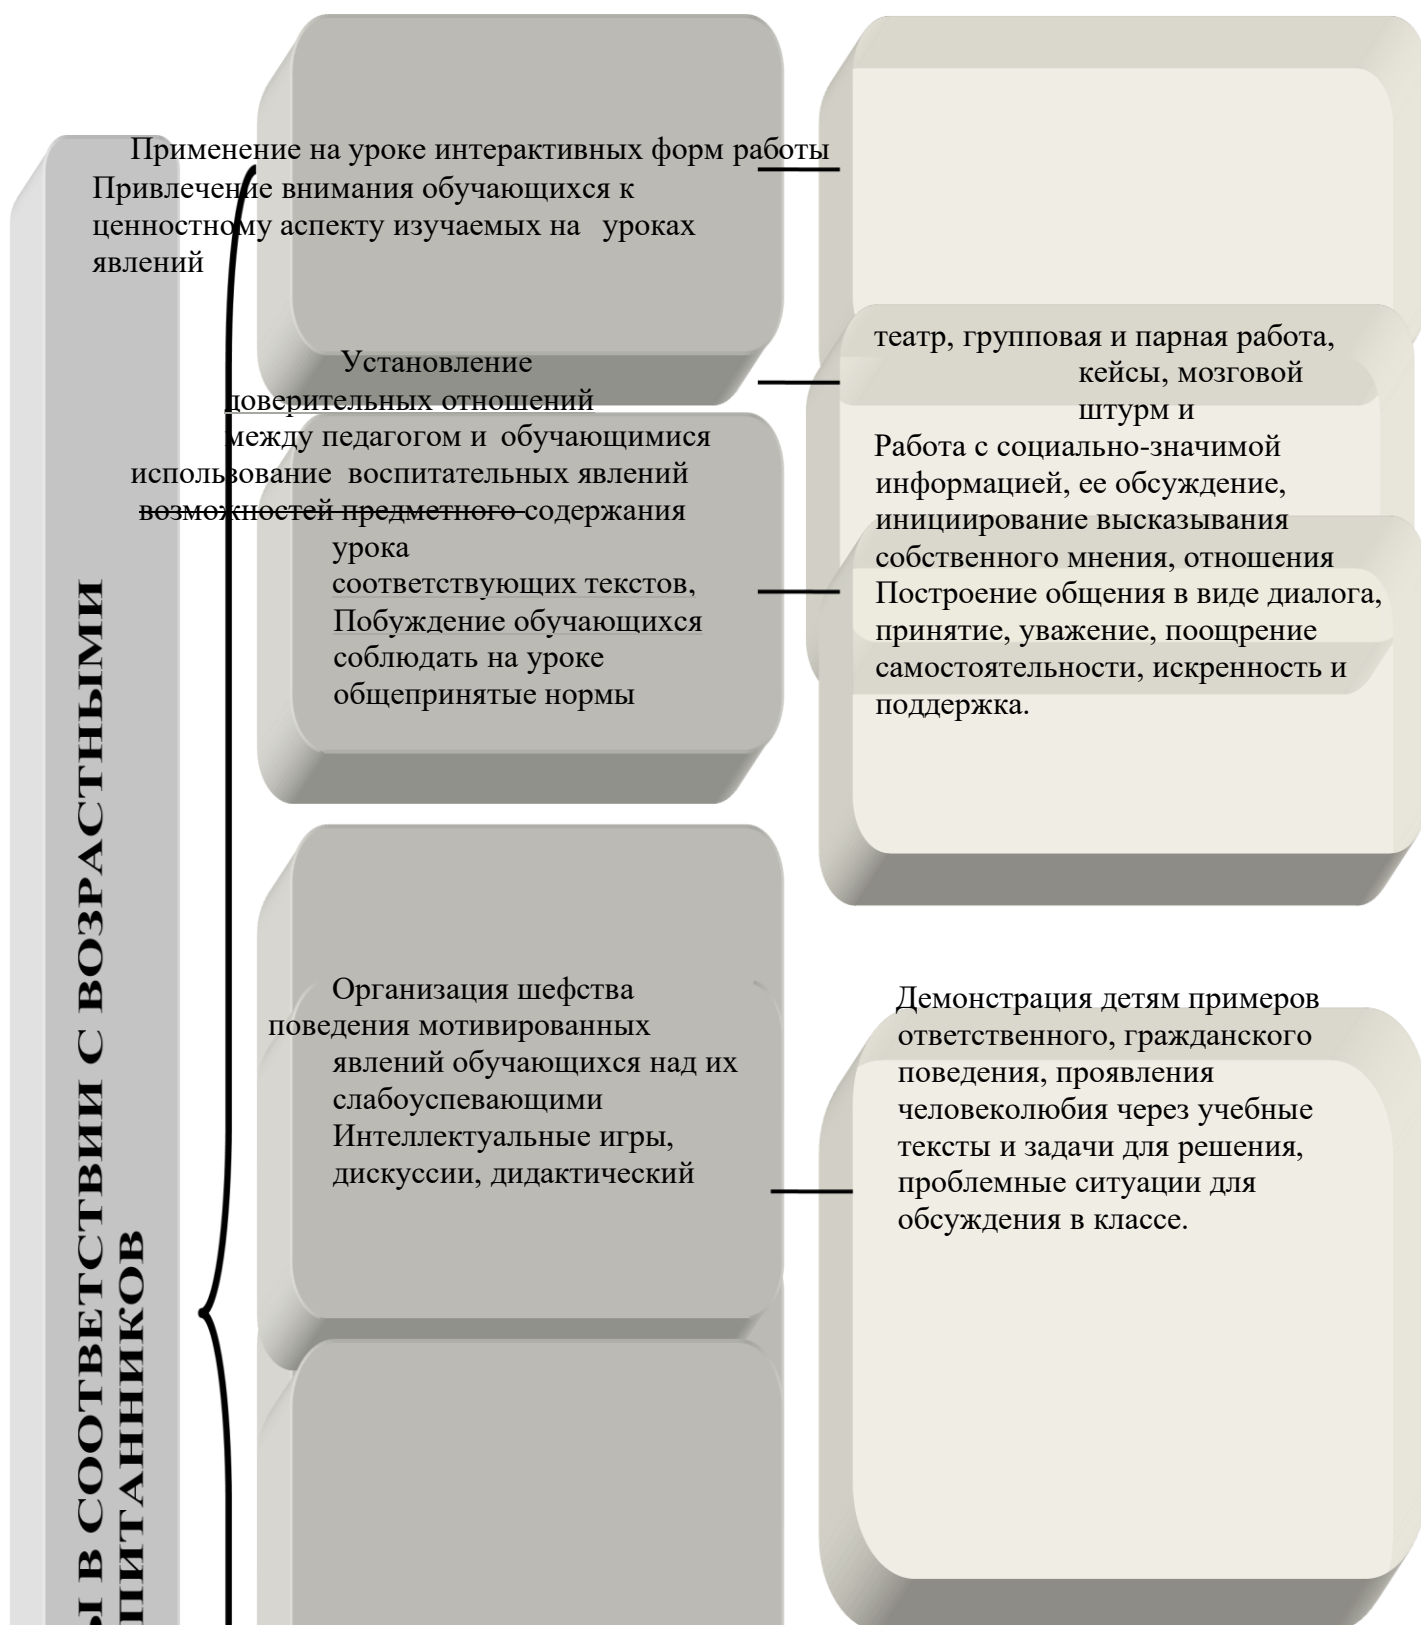 Применение на уроке интерактивных форм работы
Привлечение внимания обучающихся к
ценностному аспекту изучаемых на уроках
явлений
Установление
доверительных отношений
между педагогом и обучающимися
использование воспитательных явлений
возможностей предметного содержания
урока
соответствующих текстов,
Побуждение обучающихся
соблюдать на уроке
общепринятые нормы
Организация шефства
поведения мотивированных
явлений обучающихся над их
слабоуспевающими
Интеллектуальные игры,
дискуссии, дидактический
театр, групповая и парная работа,
кейсы, мозговой
штурм и
Работа с социально-значимой
информацией, ее обсуждение,
инициирование высказывания
собственного мнения, отношения
Построение общения в виде диалога,
принятие, уважение, поощрение
самостоятельности, искренность и
поддержка.
Демонстрация детям примеров
ответственного, гражданского
поведения, проявления
человеколюбия через учебные
тексты и задачи для решения,
проблемные ситуации для
обсуждения в классе.
Ы В СООТВЕТСТВИИ С ВОЗРАСТНЫМИ
ПИТАННИКОВ